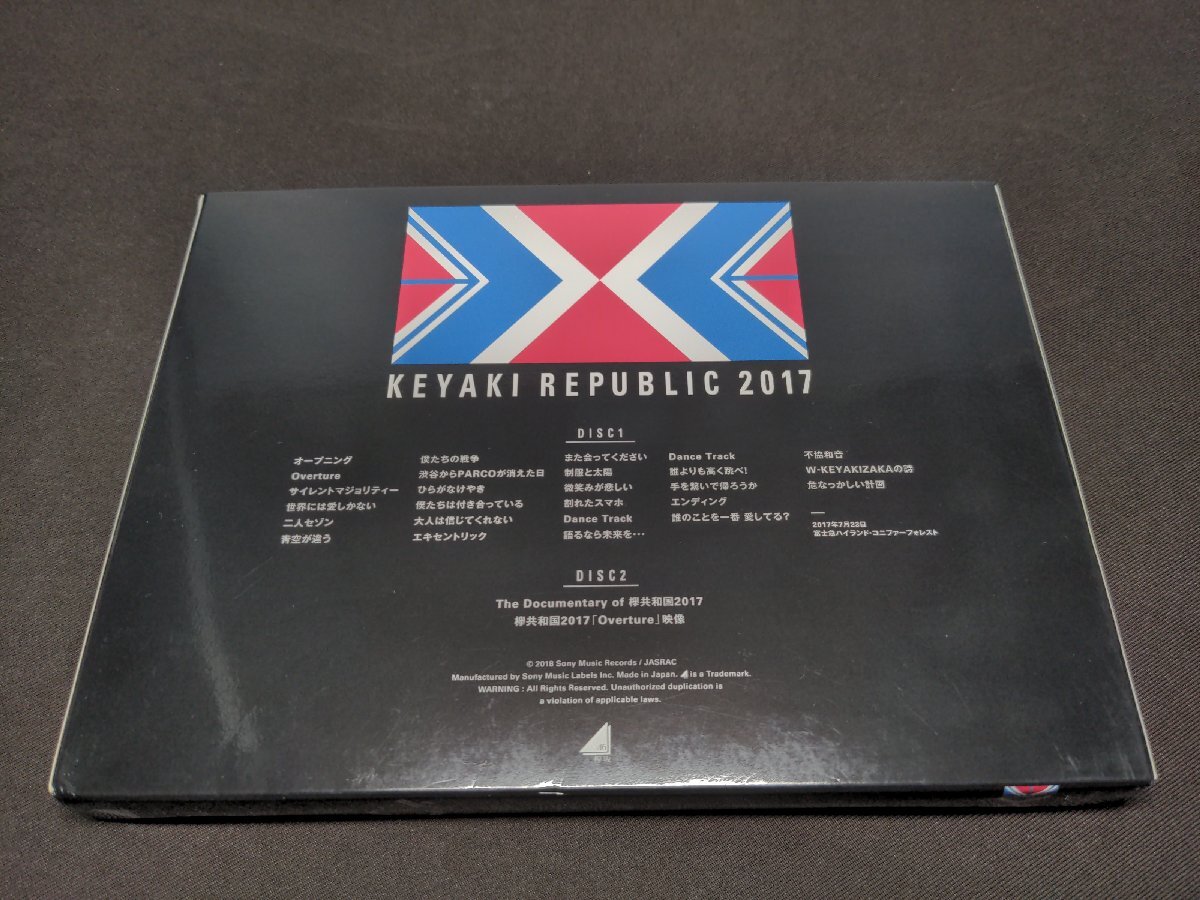 KEYAKI REPUBLIC 2017
DISC1
オープニング
Overture
サイレントマジョリティー
世界には愛しかない
二人セゾン
青空が違う
僕たちの戦争
渋谷からPARCOが消えた日
ひらがなけやき
僕たちは付き合っている
大人は信じてくれない
エキセントリック
また会ってください
制服と太陽
微笑みが悲しい
割れたスマホ
Dance Track
語るなら未来を…
Dance Track
誰よりも高く跳べ!
手を繋いで帰ろうか
エンディング
誰のことを一番 愛してる?
不協和音
W-KEYAKIZAKAの詩
危なっかしい計画
2017年7月22日
富士急ハイランド・コニファーフォレスト
DISC2
The Documentary of 欅共和国2017
欅共和国2017「Overture」映像
© 2018 Sony Music Records / JASRAC
Manufactured by Sony Music Labels Inc. Made in Japan. is a Trademark.
WARNING : All Rights Reserved. Unauthorized duplication is
a violation of applicable laws.
46